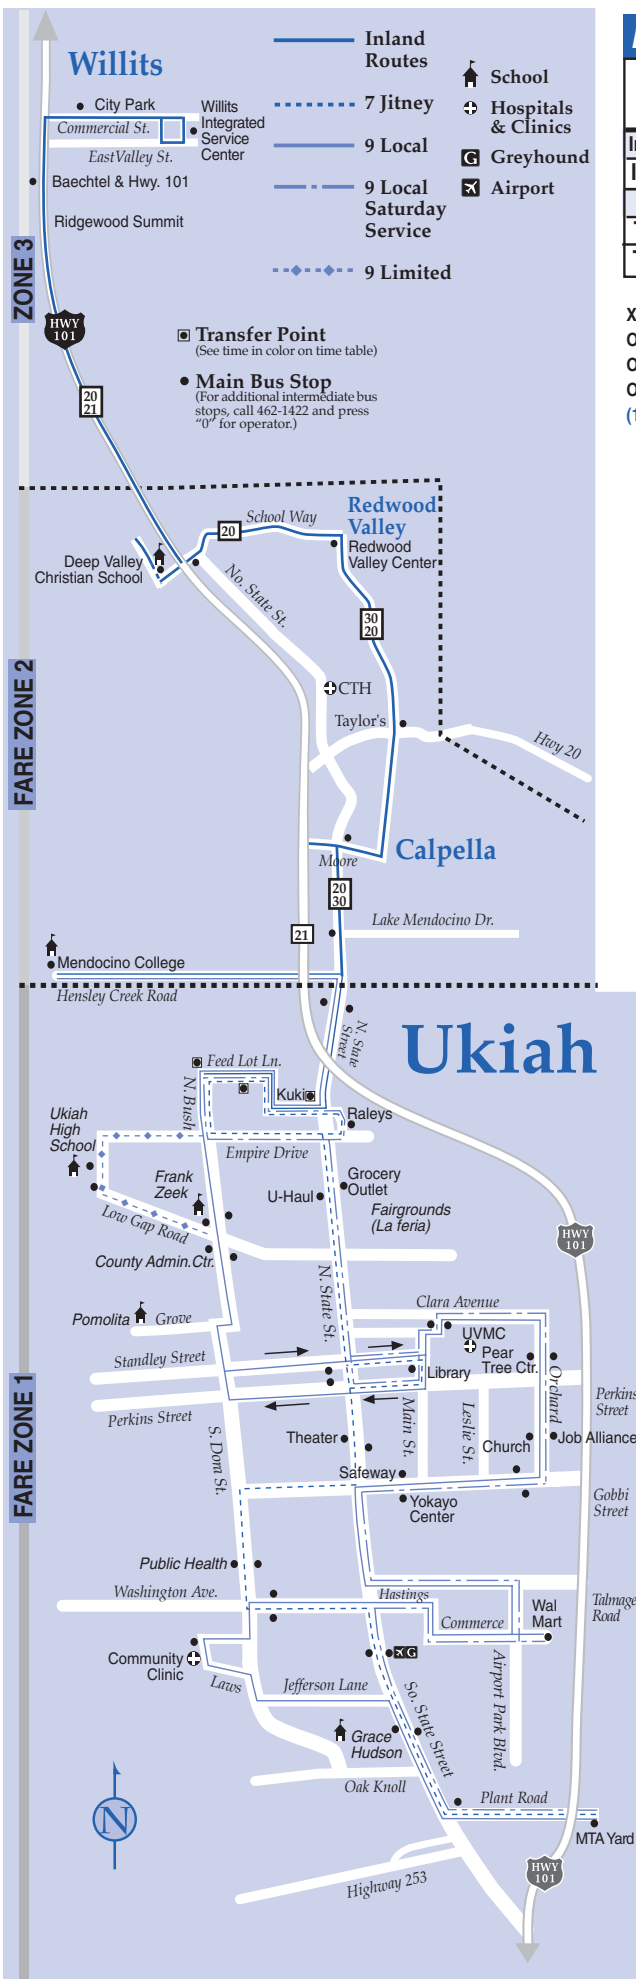 Willits
Inland
Routes
7 Jitney
9 Local
9 Local
Saturday
Service
9 Limited
School
Hospitals
& Clinics
G Greyhound
Airport
City Park
Commercial St.
EastValley St.
Willits
Integrated
Service
Center
Baechtel & Hwy. 101
Ridgewood Summit
ZONE 3
HWY
101
Transfer Point
(See time in color on time table)
Main Bus Stop
(For additional intermediate bus
stops, call 462-1422 and press
“0” for operator.)
20
21
Redwood
Valley
School Way
20
Redwood
Valley Center
Deep Valley
Christian School
No. State St.
30
20
FARE ZONE 2
CTH
Taylor's
Hwy 20
Calpella
Moore
20
30
21
Lake Mendocino Dr.
Mendocino College
Hensley Creek Road
N. State
Street
Ukiah
Feed Lot Ln.
N. Bush
Kuki
Raleys
Ukiah
High
School
Empire Drive
Frank
Zeek
Grocery
Outlet
U-Haul
Fairgrounds
(La feria)
Low Gap Road
County Admin.Ctr.
HWY
101
N. State St.
Pomolita
Grove
Clara Avenue
UVMC
Pear
Tree Ctr.
Orchard
Standley Street
Library
Perkins Street
Perkins
Street
FARE ZONE 1
S. Dora St.
Main St.
Leslie St.
Theater
Church
Job Alliance
Safeway
Yokayo
Center
Gobbi
Street
Public Health
Washington Ave.
Hastings
Commerce
Wal
Mart
Talmage
Road
G
Community
Clinic
Laws
Jefferson Lane
So. State Street
Airport Park Blvd.
Grace
Hudson
Oak Knoll
Plant Road
N
MTA Yard
HWY
101
Highway 253